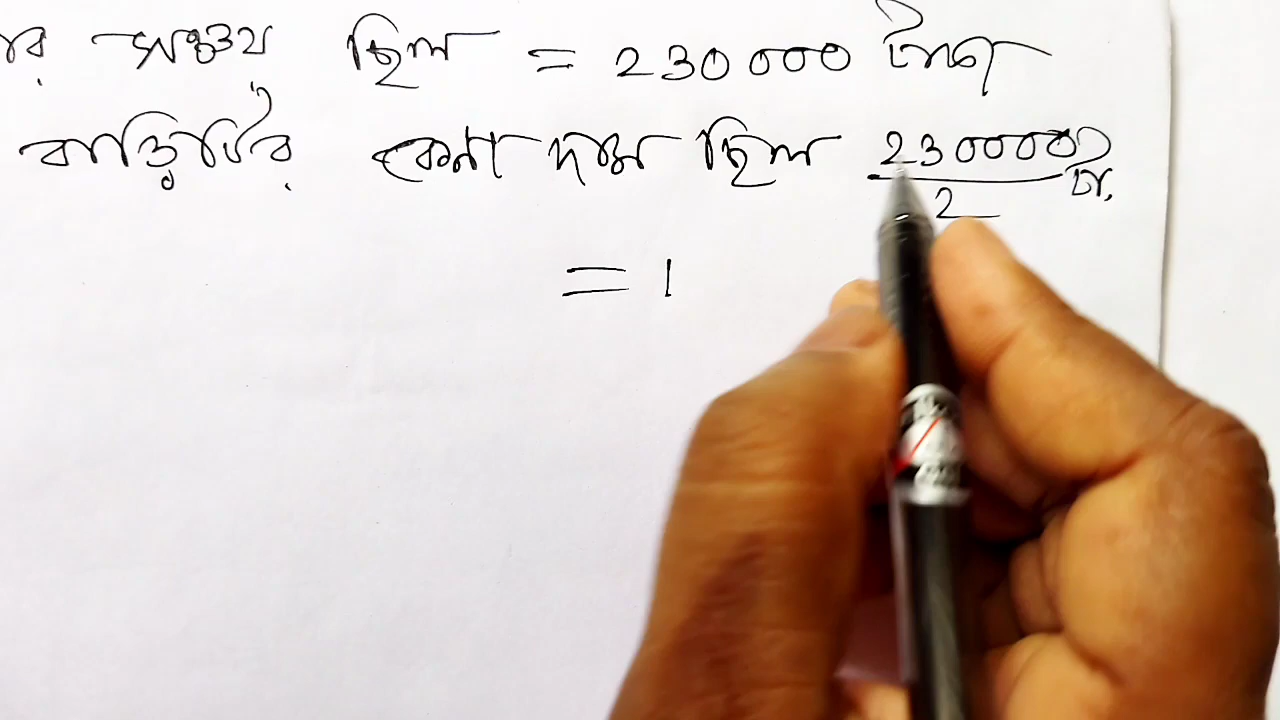 র সঞ্চয় ছিল = 230000 টাকা
বাড়িটির কেনা দাম ছিল 230000/2 টা.
= 1